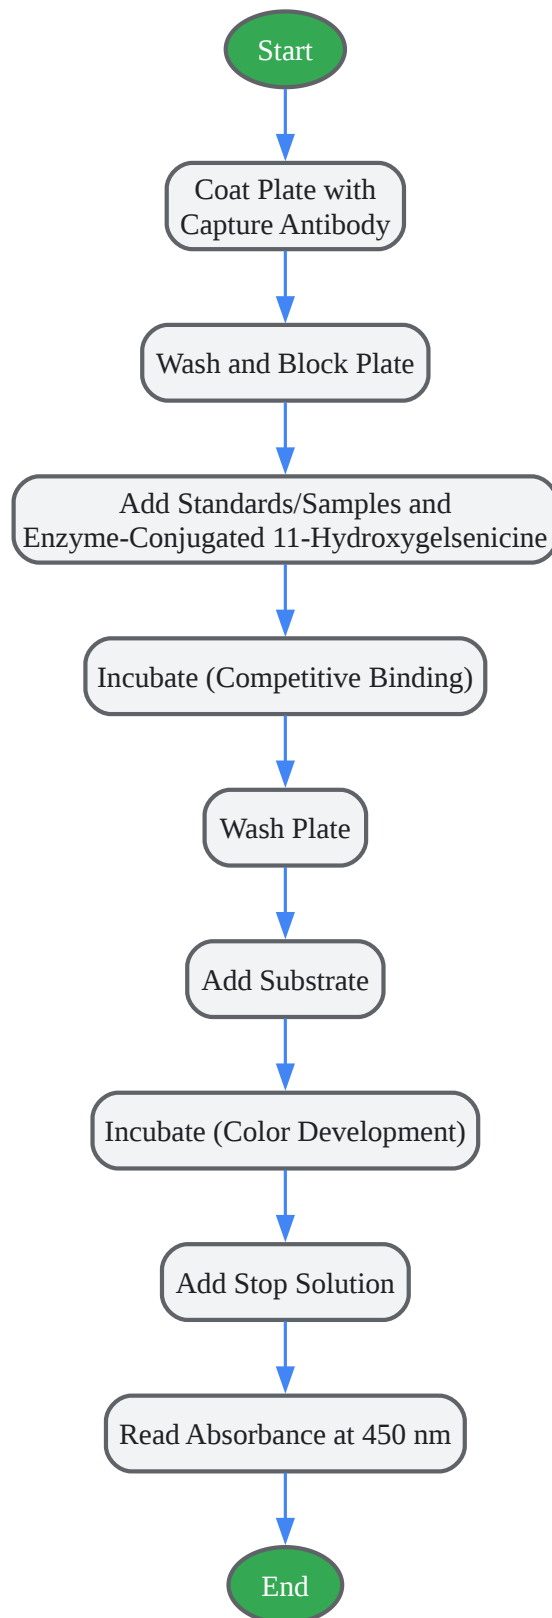 Start
Coat Plate with
Capture Antibody
Wash and Block Plate
Add Standards/Samples and
Enzyme-Conjugated 11-Hydroxygelsenicine
Incubate (Competitive Binding)
Wash Plate
Add Substrate
Incubate (Color Development)
Add Stop Solution
Read Absorbance at 450 nm
End